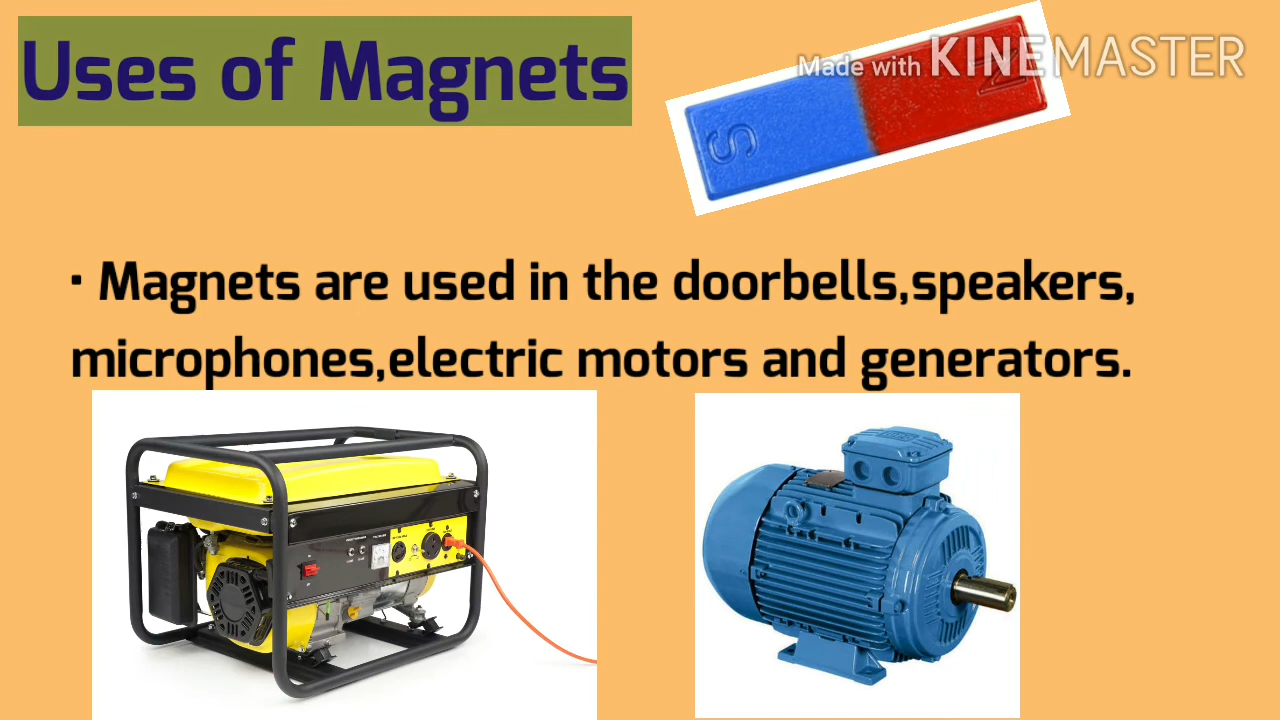 Uses of Magnets
Made with KINEMASTER
N
S
· Magnets are used in the doorbells,speakers,
microphones,electric motors and generators.